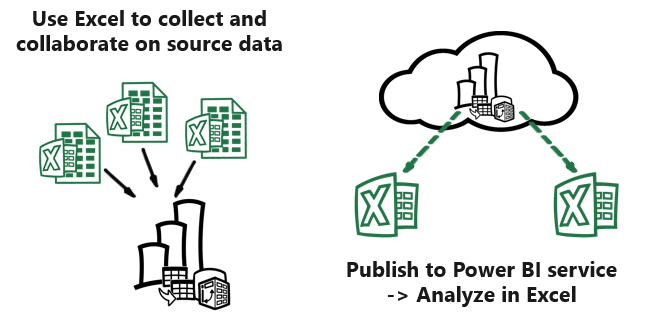 Use Excel to collect and
collaborate on source data
X
X
X
X
X
Publish to Power BI service
-> Analyze in Excel